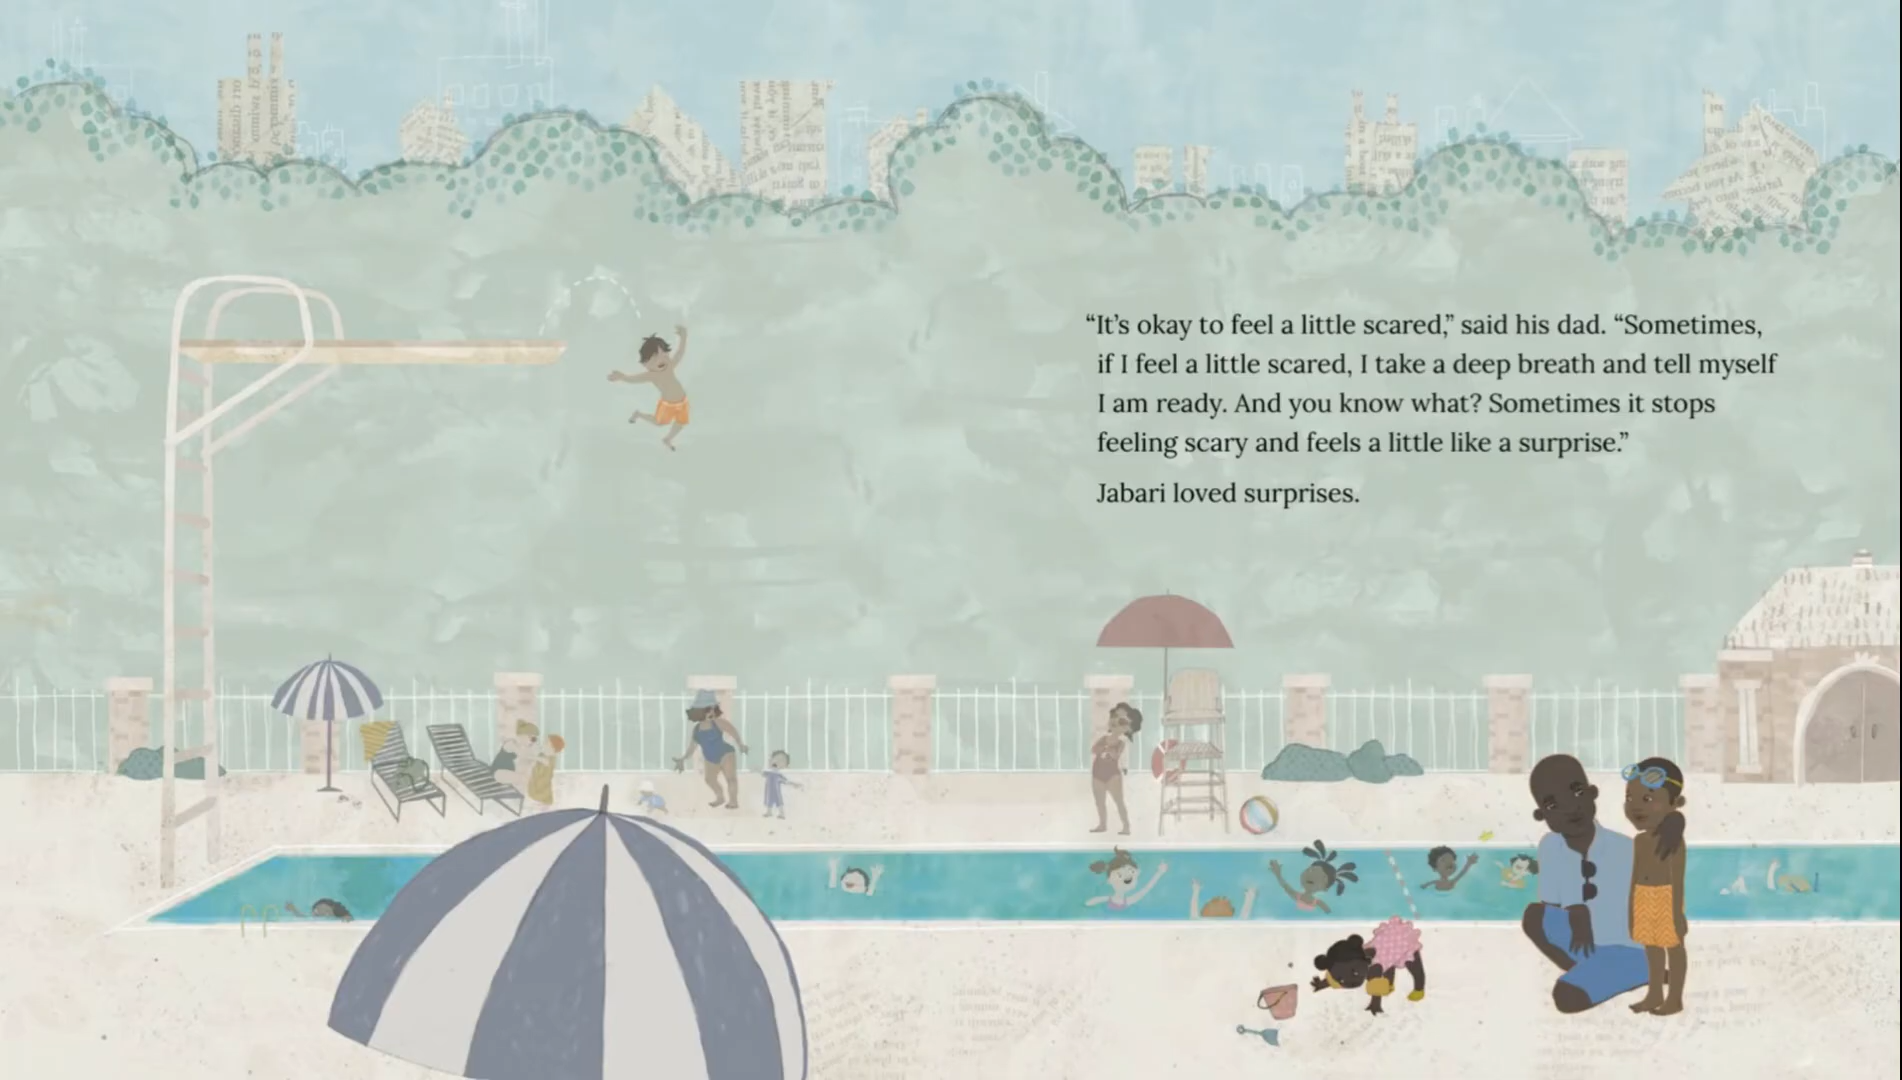 “It’s okay to feel a little scared,” said his dad. “Sometimes,
if I feel a little scared, I take a deep breath and tell myself
I am ready. And you know what? Sometimes it stops
feeling scary and feels a little like a surprise.”
Jabari loved surprises.